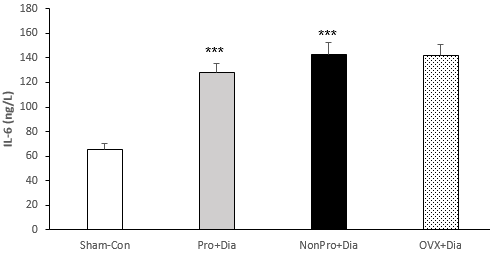 IL-6 (ng/L)
180
160
140
120
100
80
60
40
20
0
***
***
Sham-Con
Pro+Dia
NonPro+Dia
OVX+Dia